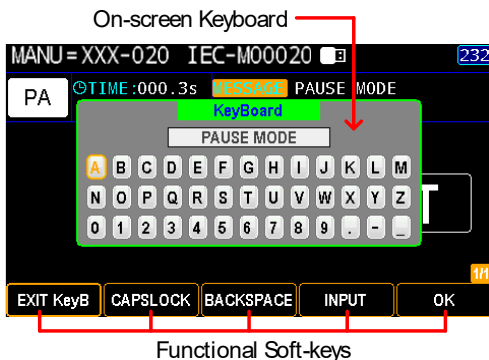 On-screen Keyboard
MANU=XXX-020 IEC-M00020 232
PA TIME:000.3s MESSAGE PAUSE MODE
KeyBoard
PAUSE MODE
A B C D E F G H I J K L M
N O P Q R S T U V W X Y Z
0 1 2 3 4 5 6 7 8 9 . - _
T
1/1
EXIT KeyB CAPSLOCK BACKSPACE INPUT OK
Functional Soft-keys